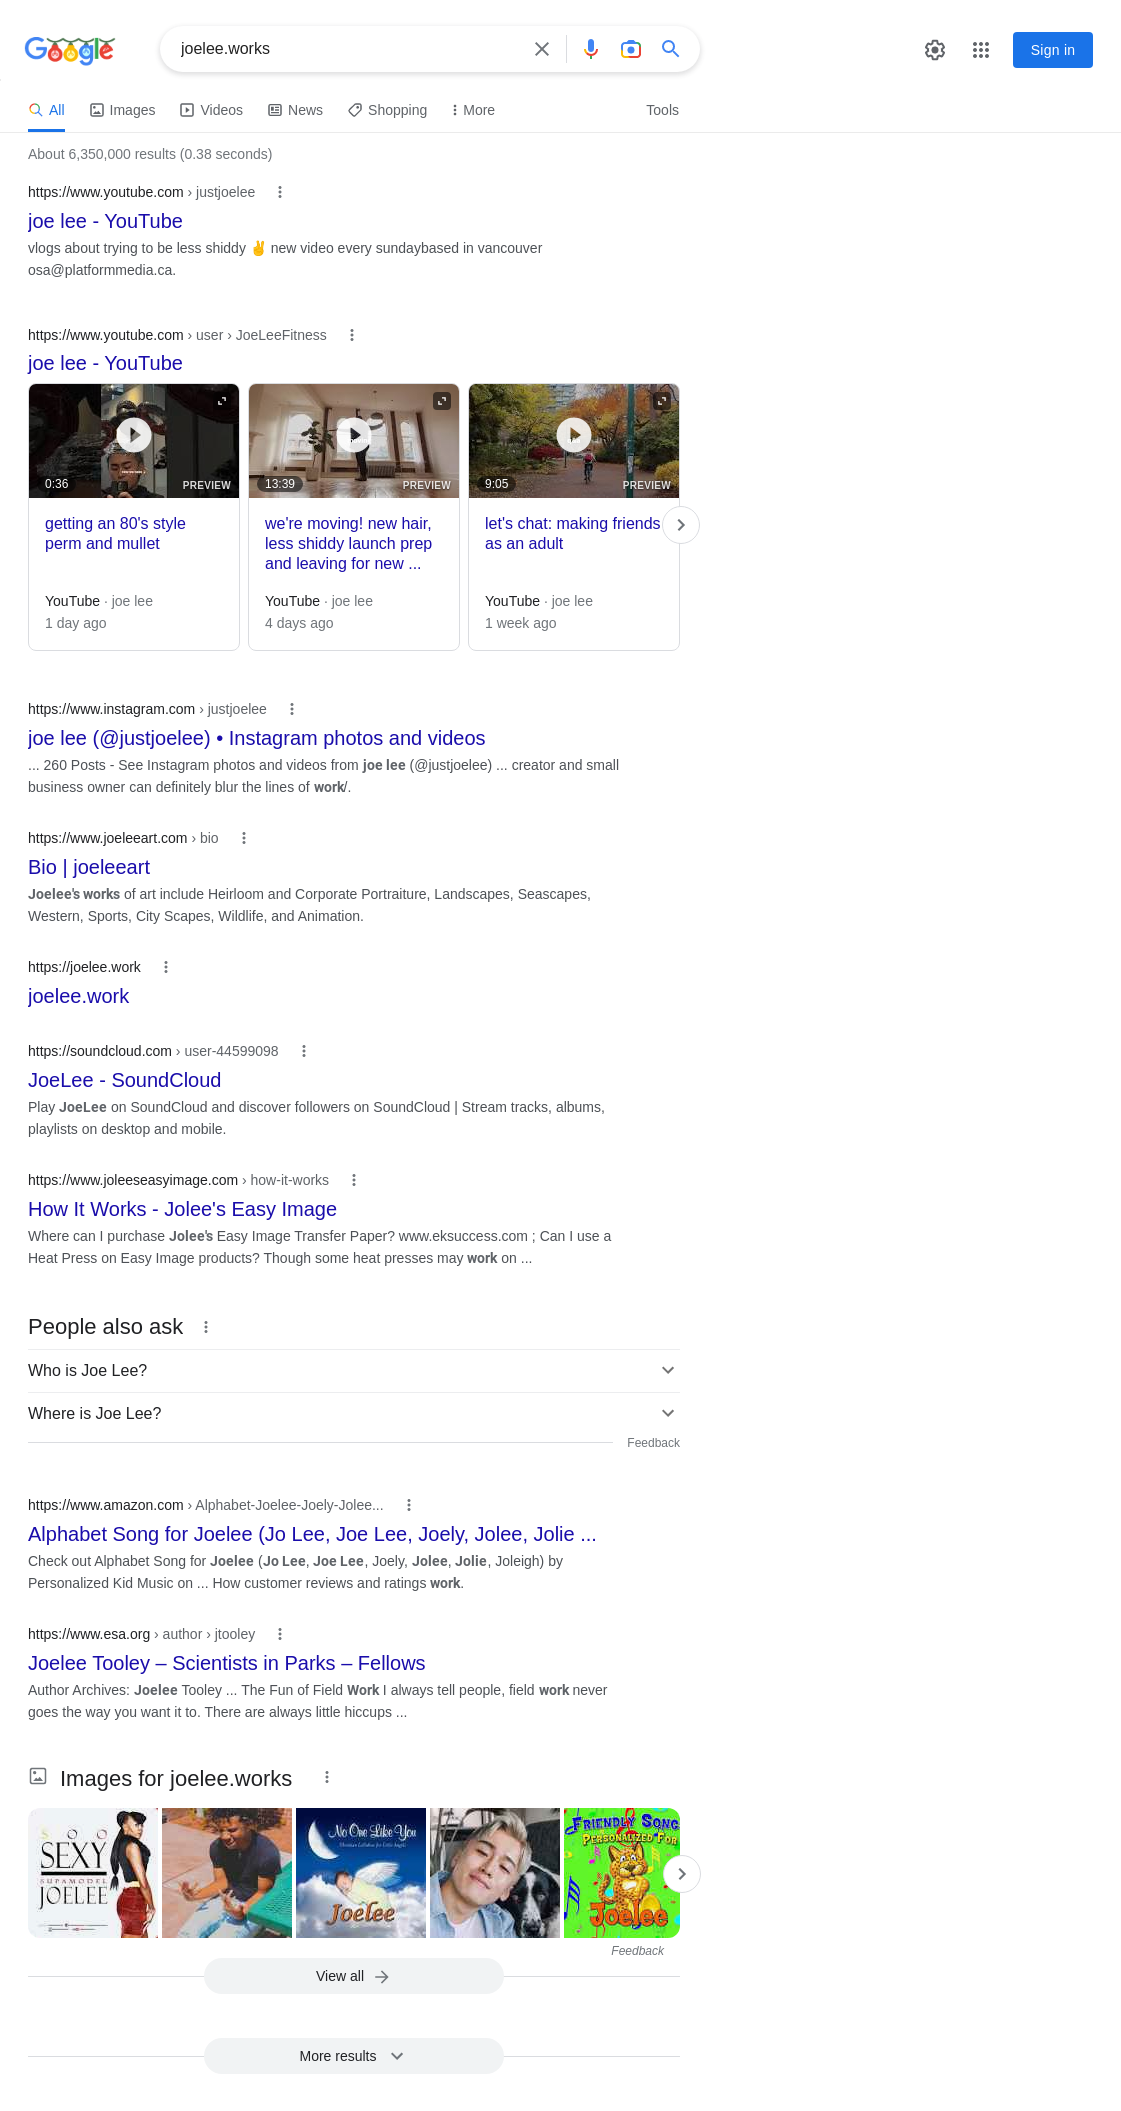 Google
joelee.works
Sign in
All
Images
Videos
News
Shopping
More
Tools
About 6,350,000 results (0.38 seconds)
https://www.youtube.com › justjoelee
joe lee - YouTube
vlogs about trying to be less shiddy ✌️ new video every sundaybased in vancouver
osa@platformmedia.ca.
https://www.youtube.com › user › JoeLeeFitness
joe lee - YouTube
0:36
PREVIEW
13:39
PREVIEW
9:05
PREVIEW
getting an 80's style
perm and mullet
YouTube · joe lee
1 day ago
we're moving! new hair,
less shiddy launch prep
and leaving for new ...
YouTube · joe lee
4 days ago
let's chat: making friends
as an adult
YouTube · joe lee
1 week ago
https://www.instagram.com › justjoelee
joe lee (@justjoelee) • Instagram photos and videos
... 260 Posts - See Instagram photos and videos from joe lee (@justjoelee) ... creator and small
business owner can definitely blur the lines of work/.
https://www.joeleeart.com › bio
Bio | joeleeart
Joelee's works of art include Heirloom and Corporate Portraiture, Landscapes, Seascapes,
Western, Sports, City Scapes, Wildlife, and Animation.
https://joelee.work
joelee.work
https://soundcloud.com › user-44599098
JoeLee - SoundCloud
Play JoeLee on SoundCloud and discover followers on SoundCloud | Stream tracks, albums,
playlists on desktop and mobile.
https://www.joleeseasyimage.com › how-it-works
How It Works - Jolee's Easy Image
Where can I purchase Jolee's Easy Image Transfer Paper? www.eksuccess.com ; Can I use a
Heat Press on Easy Image products? Though some heat presses may work on ...
People also ask
Who is Joe Lee?
Where is Joe Lee?
Feedback
https://www.amazon.com › Alphabet-Joelee-Joely-Jolee...
Alphabet Song for Joelee (Jo Lee, Joe Lee, Joely, Jolee, Jolie ...
Check out Alphabet Song for Joelee (Jo Lee, Joe Lee, Joely, Jolee, Jolie, Joleigh) by
Personalized Kid Music on ... How customer reviews and ratings work.
https://www.esa.org › author › jtooley
Joelee Tooley – Scientists in Parks – Fellows
Author Archives: Joelee Tooley ... The Fun of Field Work I always tell people, field work never
goes the way you want it to. There are always little hiccups ...
Images for joelee.works
SOO
SEXY
SUPAMODEL
JOELEE
No One Like You
Christian Lullabies for Little Angels
Joelee
FRIENDLY SONG
PERSONALIZED FOR
Joelee
Feedback
View all
More results